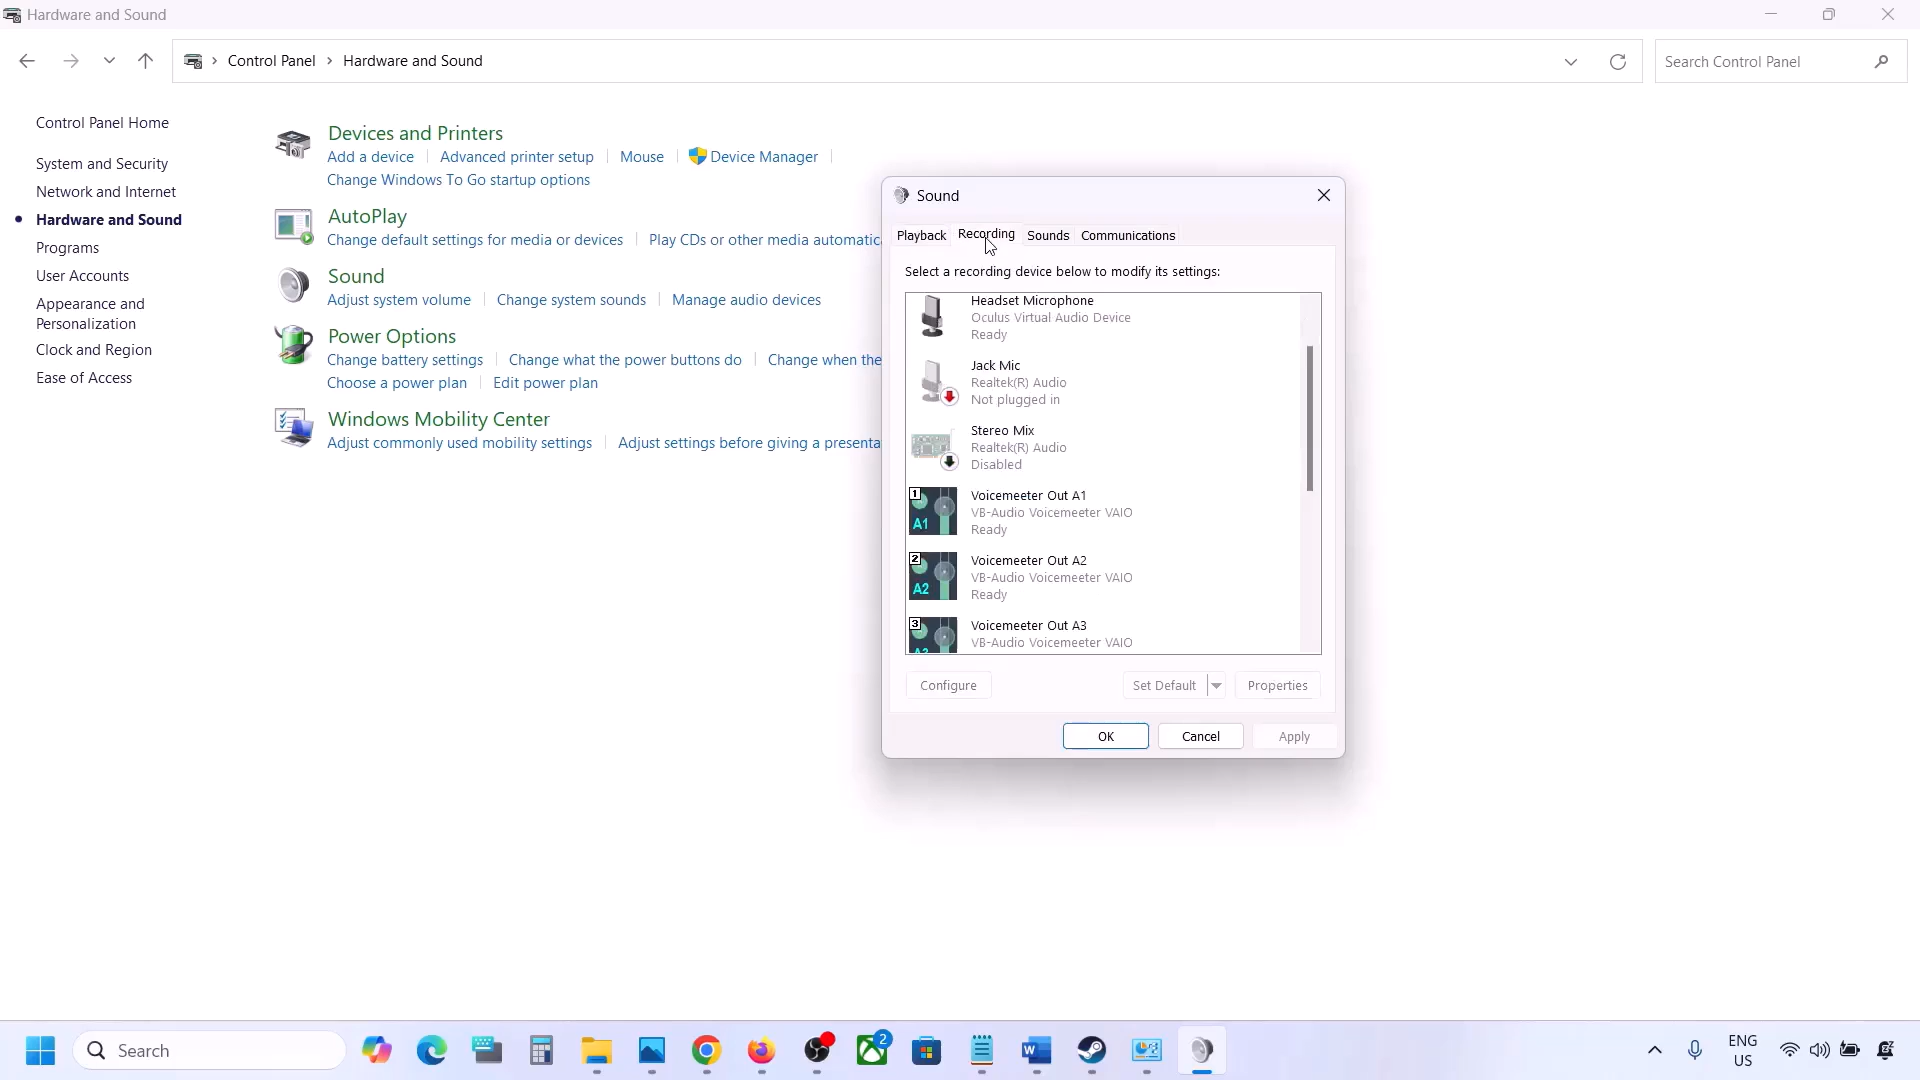 Hardware and Sound
Control Panel > Hardware and Sound
Search Control Panel
Control Panel Home
System and Security
Network and Internet
Hardware and Sound
Programs
User Accounts
Appearance and
Personalization
Clock and Region
Ease of Access
Devices and Printers
Add a device Advanced printer setup Mouse Device Manager
Change Windows To Go startup options
AutoPlay
Change default settings for media or devices Play CDs or other media automatic
Sound
Adjust system volume Change system sounds Manage audio devices
Power Options
Change battery settings Change what the power buttons do Change when the
Choose a power plan Edit power plan
Windows Mobility Center
Adjust commonly used mobility settings Adjust settings before giving a presenta
Sound
Playback Recording Sounds Communications
Select a recording device below to modify its settings:
Headset Microphone
Oculus Virtual Audio Device
Ready
Jack Mic
Realtek(R) Audio
Not plugged in
Stereo Mix
Realtek(R) Audio
Disabled
1 A1
Voicemeeter Out A1
VB-Audio Voicemeeter VAIO
Ready
2 A2
Voicemeeter Out A2
VB-Audio Voicemeeter VAIO
Ready
3 A3
Voicemeeter Out A3
VB-Audio Voicemeeter VAIO
Configure Set Default Properties
OK Cancel Apply
Search
2
ENG
US